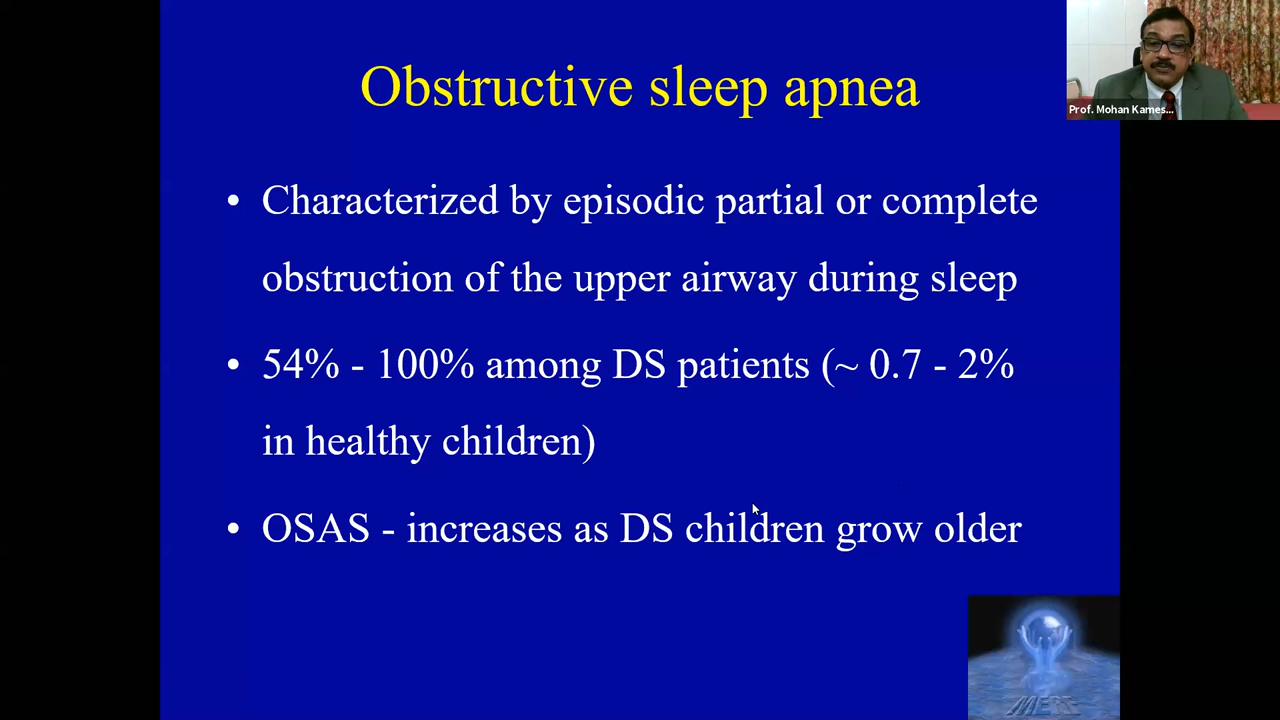 Obstructive sleep apnea
Prof. Mohan Kames...
• Characterized by episodic partial or complete
obstruction of the upper airway during sleep
• 54% - 100% among DS patients (~ 0.7 - 2%
in healthy children)
• OSAS - increases as DS children grow older